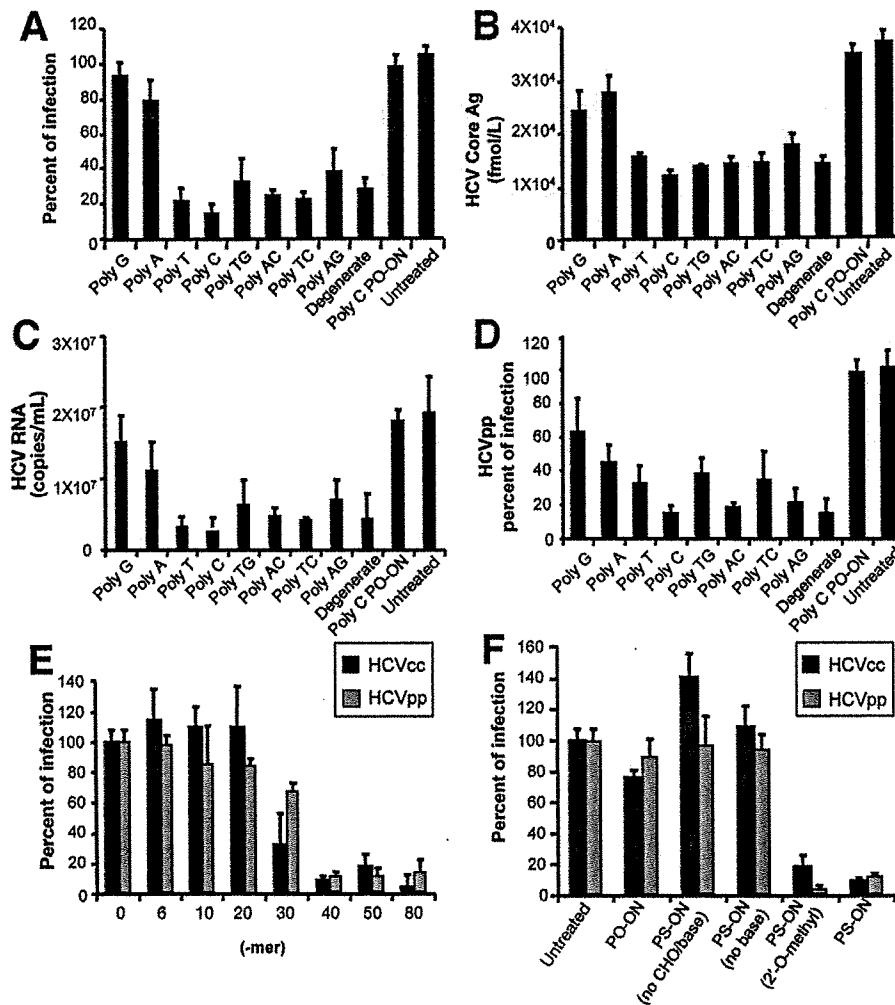 A
Percent of infection
120
100
80
60
40
20
0
Poly G
Poly A
Poly T
Poly C
Poly TG
Poly AC
Poly TC
Poly AG
Degenerate
Poly C PO-ON
Untreated
B
HCV Core Ag
(fmol/L)
4X10⁴
3X10⁴
2X10⁴
1X10⁴
0
Poly G
Poly A
Poly T
Poly C
Poly TG
Poly AC
Poly TC
Poly AG
Degenerate
Poly C PO-ON
Untreated
C
HCV RNA
(copies/mL)
3X10⁷
2X10⁷
1X10⁷
0
Poly G
Poly A
Poly T
Poly C
Poly TG
Poly AC
Poly TC
Poly AG
Degenerate
Poly C PO-ON
Untreated
D
HCVpp
percent of infection
120
100
80
60
40
20
0
Poly G
Poly A
Poly T
Poly C
Poly TG
Poly AC
Poly TC
Poly AG
Degenerate
Poly C PO-ON
Untreated
E
HCVcc
HCVpp
Percent of infection
140
120
100
80
60
40
20
0
0 6 10 20 30 40 50 80
(-mer)
F
HCVcc
HCVpp
Percent of infection
160
140
120
100
80
60
40
20
0
Untreated
PO-ON
PS-ON
(no CHO/base)
PS-ON
(no base)
PS-ON
(2'-O-methyl)
PS-ON